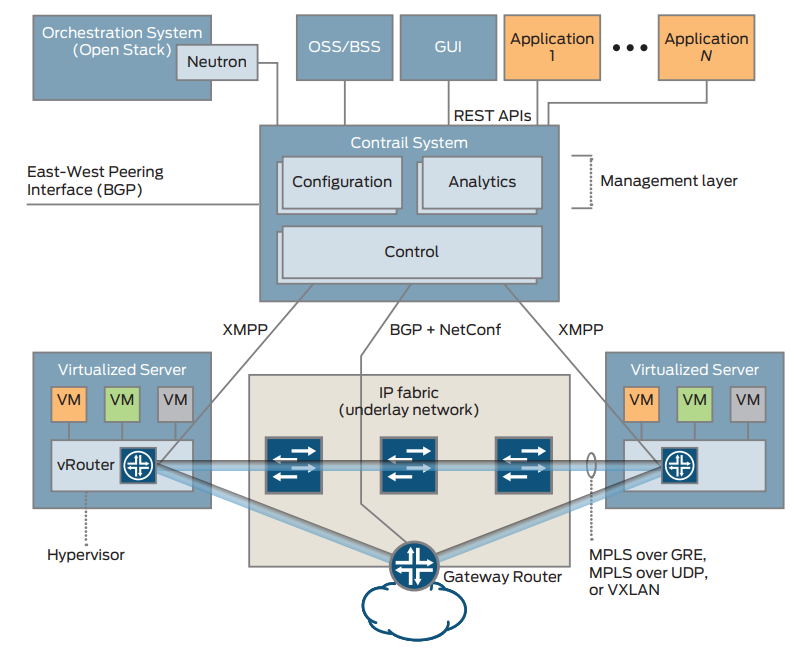 Orchestration System
(Open Stack)
Neutron
OSS/BSS
GUI
Application
1
Application
N
REST APIs
Contrail System
Configuration
Analytics
Control
East-West Peering
Interface (BGP)
Management layer
XMPP
BGP + NetConf
XMPP
Virtualized Server
VM
VM
VM
vRouter
Hypervisor
IP fabric
(underlay network)
Virtualized Server
VM
VM
VM
Gateway Router
MPLS over GRE,
MPLS over UDP,
or VXLAN